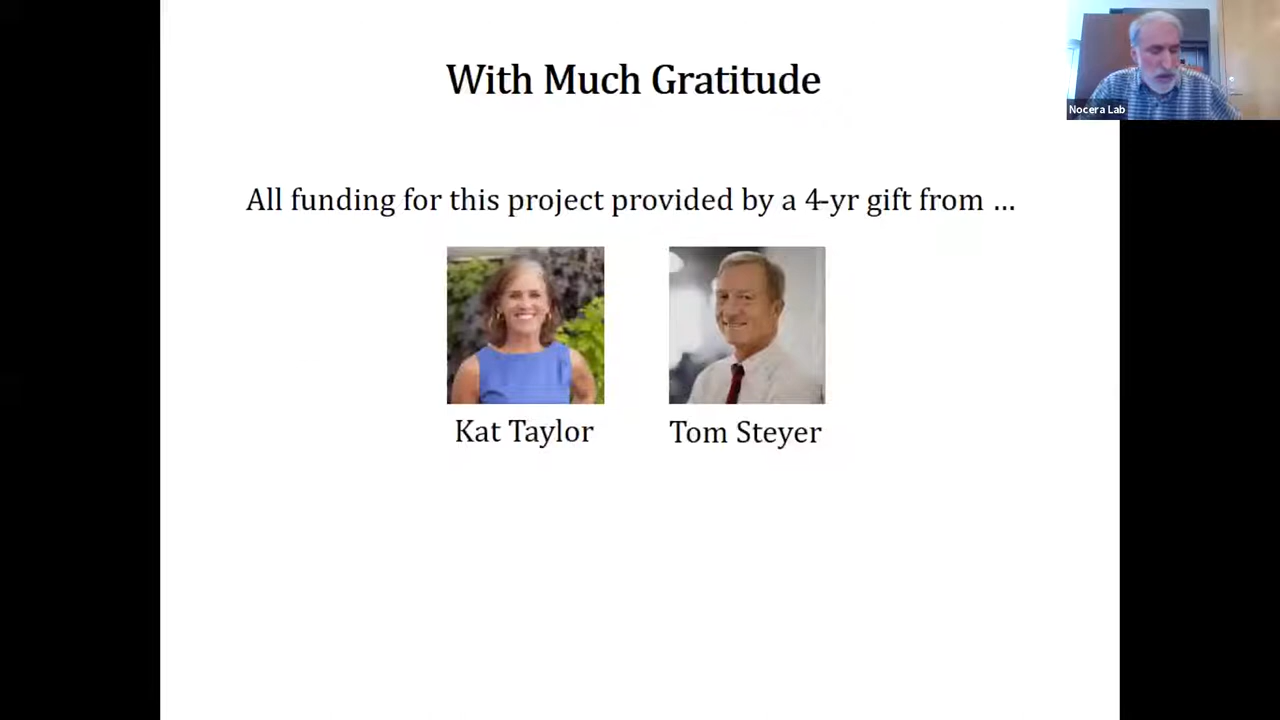 With Much Gratitude
Nocera Lab
All funding for this project provided by a 4-yr gift from ...
Kat Taylor
Tom Steyer